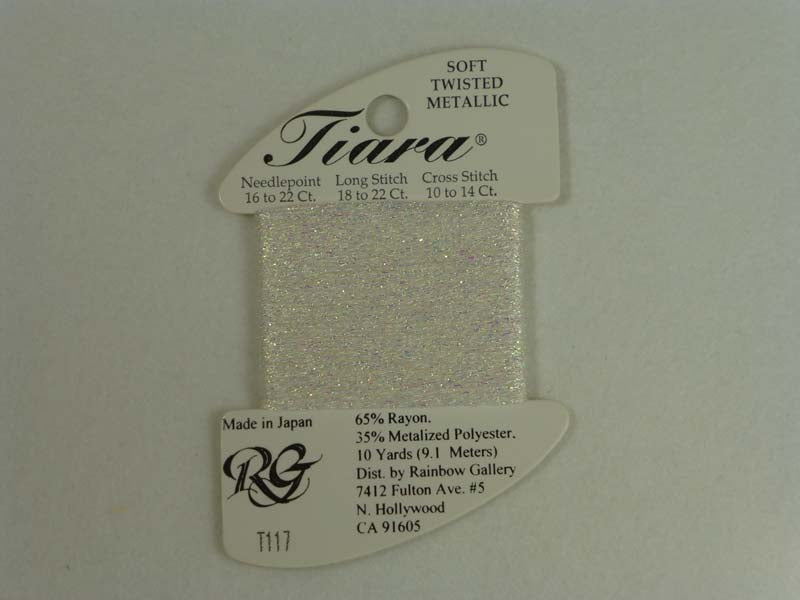 SOFT
TWISTED
METALLIC
Tiara®
Needlepoint Long Stitch Cross Stitch
16 to 22 Ct. 18 to 22 Ct. 10 to 14 Ct.
Made in Japan
RG
T117
65% Rayon.
35% Metalized Polyester.
10 Yards (9.1 Meters)
Dist. by Rainbow Gallery
7412 Fulton Ave. #5
N. Hollywood
CA 91605